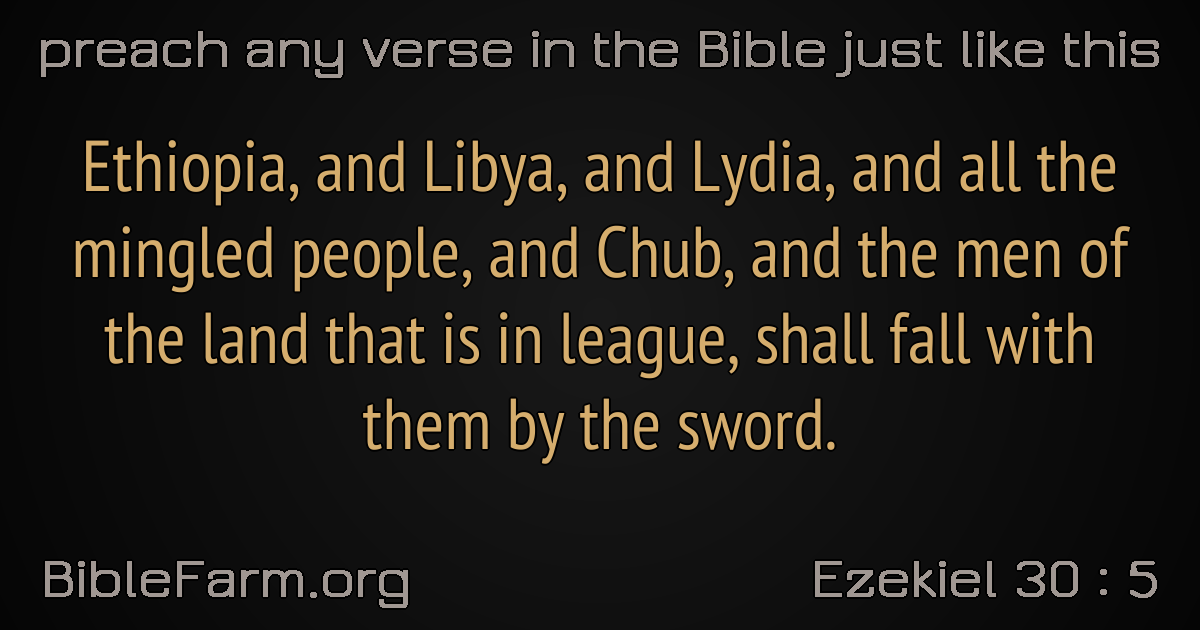 preach any verse in the Bible just like this
Ethiopia, and Libya, and Lydia, and all the
mingled people, and Chub, and the men of
the land that is in league, shall fall with
them by the sword.
BibleFarm.org
Ezekiel 30 : 5